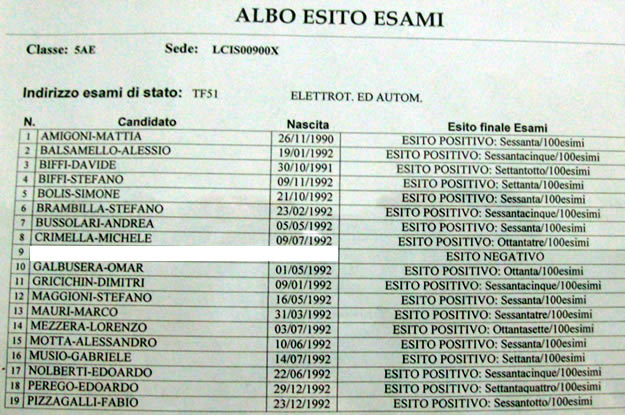 ALBO ESITO ESAMI
Classe: 5AE Sede: LCIS00900X
Indirizzo esami di stato: TF51 ELETTROT. ED AUTOM.
N. Candidato Nascita Esito finale Esami
1 AMIGONI-MATTIA 26/11/1990 ESITO POSITIVO: Sessanta/100esimi
2 BALSAMELLO-ALESSIO 19/01/1992 ESITO POSITIVO: Sessantacinque/100esimi
3 BIFFI-DAVIDE 30/10/1991 ESITO POSITIVO: Settantotto/100esimi
4 BIFFI-STEFANO 09/11/1992 ESITO POSITIVO: Settanta/100esimi
5 BOLIS-SIMONE 21/10/1992 ESITO POSITIVO: Settanta/100esimi
6 BRAMBILLA-STEFANO 23/02/1992 ESITO POSITIVO: Sessantacinque/100esimi
7 BUSSOLARI-ANDREA 05/05/1992 ESITO POSITIVO: Sessanta/100esimi
8 CRIMELLA-MICHELE 09/07/1992 ESITO POSITIVO: Ottantatre/100esimi
9 ESITO NEGATIVO
10 GALBUSERA-OMAR 01/05/1992 ESITO POSITIVO: Ottanta/100esimi
11 GRICICHIN-DIMITRI 09/01/1992 ESITO POSITIVO: Sessantacinque/100esimi
12 MAGGIONI-STEFANO 16/05/1992 ESITO POSITIVO: Sessanta/100esimi
13 MAURI-MARCO 31/03/1992 ESITO POSITIVO: Sessantatre/100esimi
14 MEZZERA-LORENZO 03/07/1992 ESITO POSITIVO: Ottantasette/100esimi
15 MOTTA-ALESSANDRO 10/06/1992 ESITO POSITIVO: Sessanta/100esimi
16 MUSIO-GABRIELE 14/07/1992 ESITO POSITIVO: Settanta/100esimi
17 NOLBERTI-EDOARDO 22/06/1992 ESITO POSITIVO: Sessantacinque/100esimi
18 PEREGO-EDOARDO 29/12/1992 ESITO POSITIVO: Settantaquattro/100esimi
19 PIZZAGALLI-FABIO 23/12/1992 ESITO POSITIVO: Sessantotto/100esimi